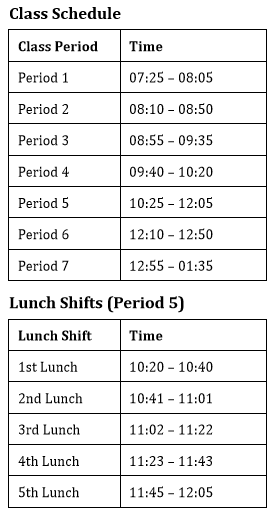 Class Schedule
Class Period Time
Period 1 07:25 – 08:05
Period 2 08:10 – 08:50
Period 3 08:55 – 09:35
Period 4 09:40 – 10:20
Period 5 10:25 – 12:05
Period 6 12:10 – 12:50
Period 7 12:55 – 01:35
Lunch Shifts (Period 5)
Lunch Shift Time
1st Lunch 10:20 – 10:40
2nd Lunch 10:41 – 11:01
3rd Lunch 11:02 – 11:22
4th Lunch 11:23 – 11:43
5th Lunch 11:45 – 12:05